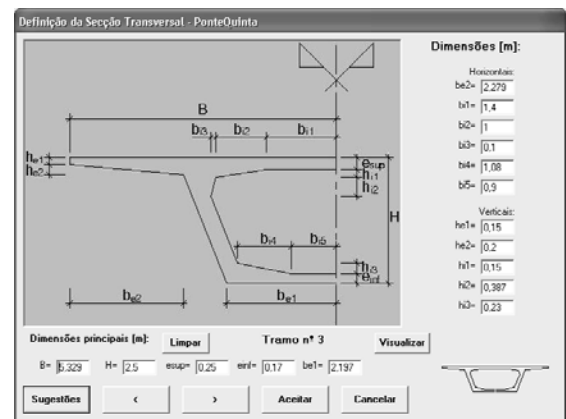 Definição da Secção Transversal - PonteQuinta
Dimensões [m]:
Horizontais:
be2= 2,279
bi1= 1,4
bi2= 1
bi3= 0,1
bi4= 1,08
bi5= 0,9
Verticais:
he1= 0,15
he2= 0,2
hi1= 0,15
hi2= 0,387
hi3= 0,23
B
bi3 bi2 bi1
he1
he2
esup
hi1
hi2
H
bi4 bi5
hi3
einf
be2 be1
Dimensões principais [m]: Limpar Tramo nº 3 Visualizar
B= 5,329 H= 2,5 esup= 0,25 einf= 0,17 be1= 2,197
Sugestões < > Aceitar Cancelar